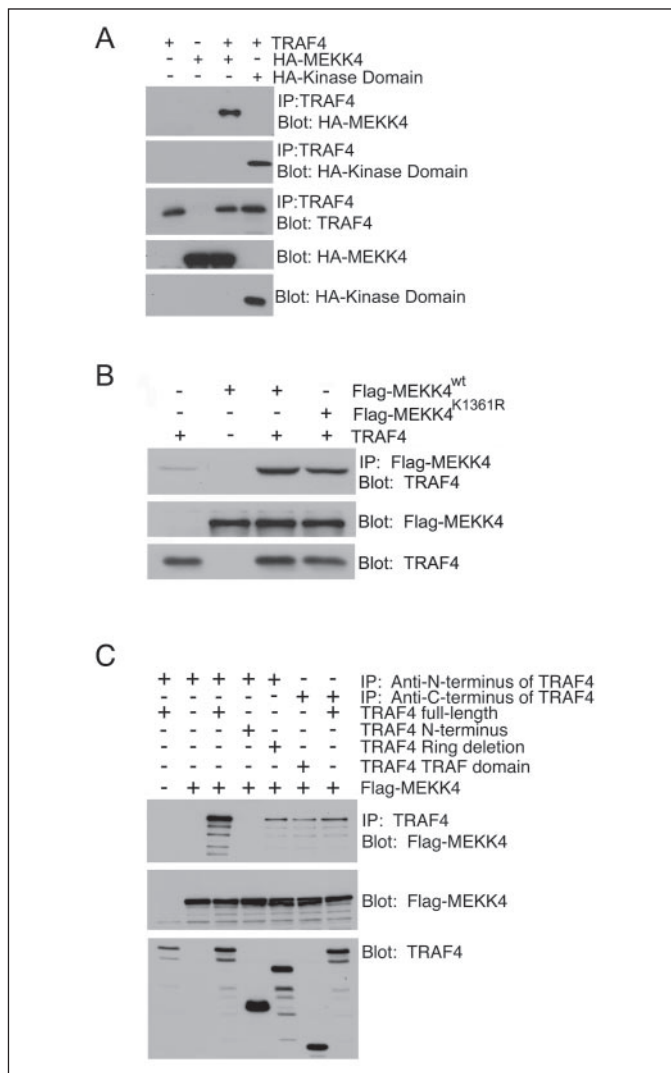 A
+ - + + TRAF4
- + + - HA-MEKK4
- - - + HA-Kinase Domain
IP:TRAF4
Blot: HA-MEKK4
IP:TRAF4
Blot: HA-Kinase Domain
IP:TRAF4
Blot: TRAF4
Blot: HA-MEKK4
Blot: HA-Kinase Domain
B
- + + - Flag-MEKK4wt
- - - + Flag-MEKK4K1361R
+ - + + TRAF4
IP: Flag-MEKK4
Blot: TRAF4
Blot: Flag-MEKK4
Blot: TRAF4
C
+ + + + + - - IP: Anti-N-terminus of TRAF4
- - - - - + + IP: Anti-C-terminus of TRAF4
+ - + - - - + TRAF4 full-length
- - - + - - - TRAF4 N-terminus
- - - - + - - TRAF4 Ring deletion
- - - - - + - TRAF4 TRAF domain
- + + + + + + Flag-MEKK4
IP: TRAF4
Blot: Flag-MEKK4
Blot: Flag-MEKK4
Blot: TRAF4